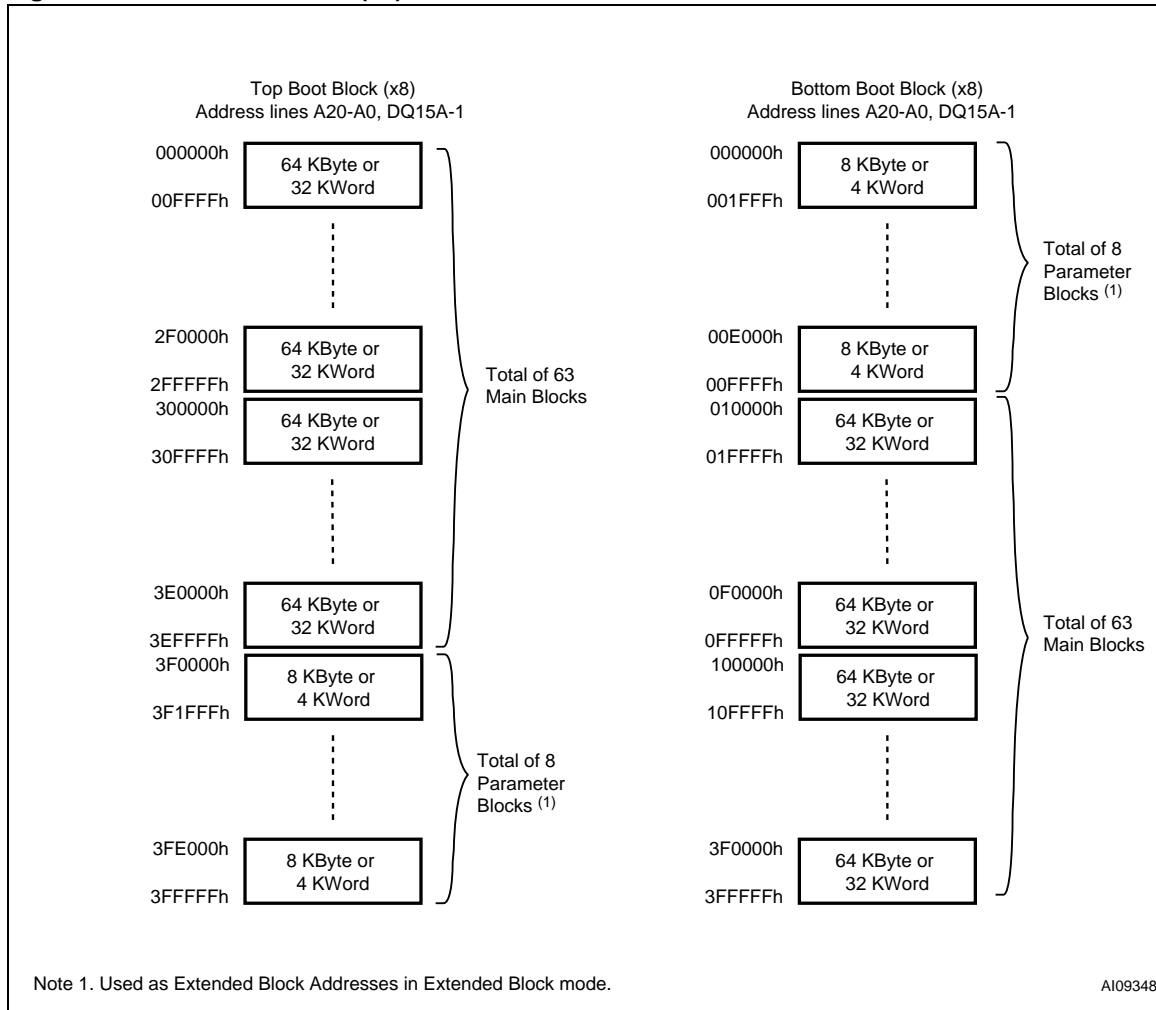 Top Boot Block (x8)
Address lines A20-A0, DQ15A-1
000000h
64 KByte or
32 KWord
00FFFFh
2F0000h
64 KByte or
32 KWord
2FFFFFh
300000h
64 KByte or
32 KWord
30FFFFh
Total of 63
Main Blocks
3E0000h
64 KByte or
32 KWord
3EFFFFh
3F0000h
8 KByte or
4 KWord
3F1FFFh
Total of 8
Parameter
Blocks (1)
3FE000h
8 KByte or
4 KWord
3FFFFFh
Bottom Boot Block (x8)
Address lines A20-A0, DQ15A-1
000000h
8 KByte or
4 KWord
001FFFh
Total of 8
Parameter
Blocks (1)
00E000h
8 KByte or
4 KWord
00FFFFh
010000h
64 KByte or
32 KWord
01FFFFh
0F0000h
64 KByte or
32 KWord
0FFFFFh
100000h
64 KByte or
32 KWord
10FFFFh
Total of 63
Main Blocks
3F0000h
64 KByte or
32 KWord
3FFFFFh
Note 1. Used as Extended Block Addresses in Extended Block mode.
AI09348